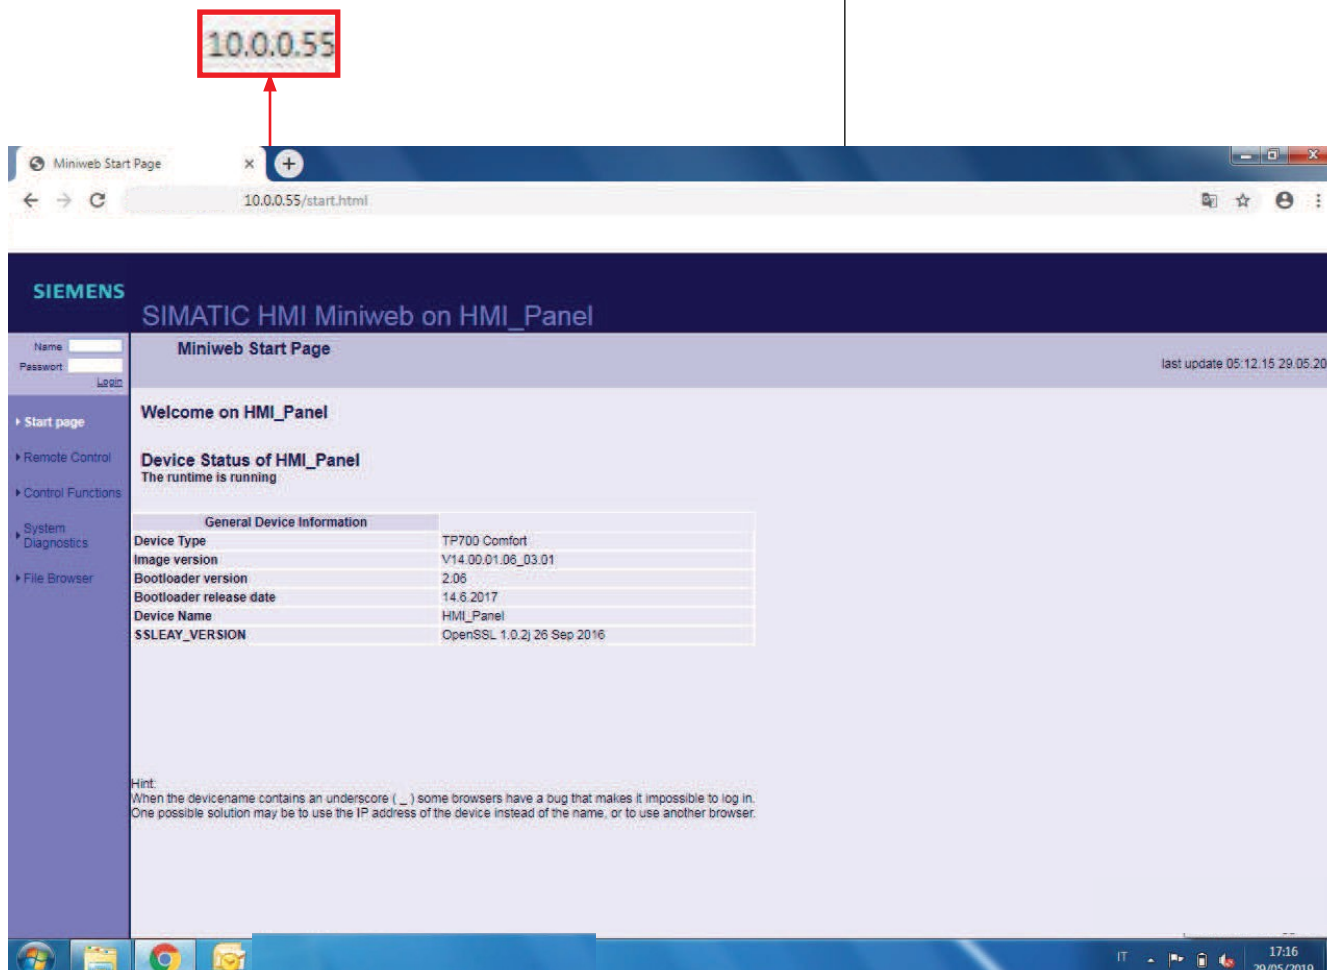 10.0.0.55
Miniweb Start Page
10.0.0.55/start.html
SIEMENS
SIMATIC HMI Miniweb on HMI_Panel
Name
Passwort
Login
Miniweb Start Page
last update 05:12.15 29.05.20
Start page
Remote Control
Control Functions
System
Diagnostics
File Browser
Welcome on HMI_Panel
Device Status of HMI_Panel
The runtime is running
General Device Information
Device Type TP700 Comfort
Image version V14.00.01.06_03.01
Bootloader version 2.06
Bootloader release date 14.6.2017
Device Name HMI_Panel
SSLEAY_VERSION OpenSSL 1.0.2j 26 Sep 2016
Hint:
When the devicename contains an underscore ( _ ) some browsers have a bug that makes it impossible to log in.
One possible solution may be to use the IP address of the device instead of the name, or to use another browser.
IT
17:16
29/05/2019